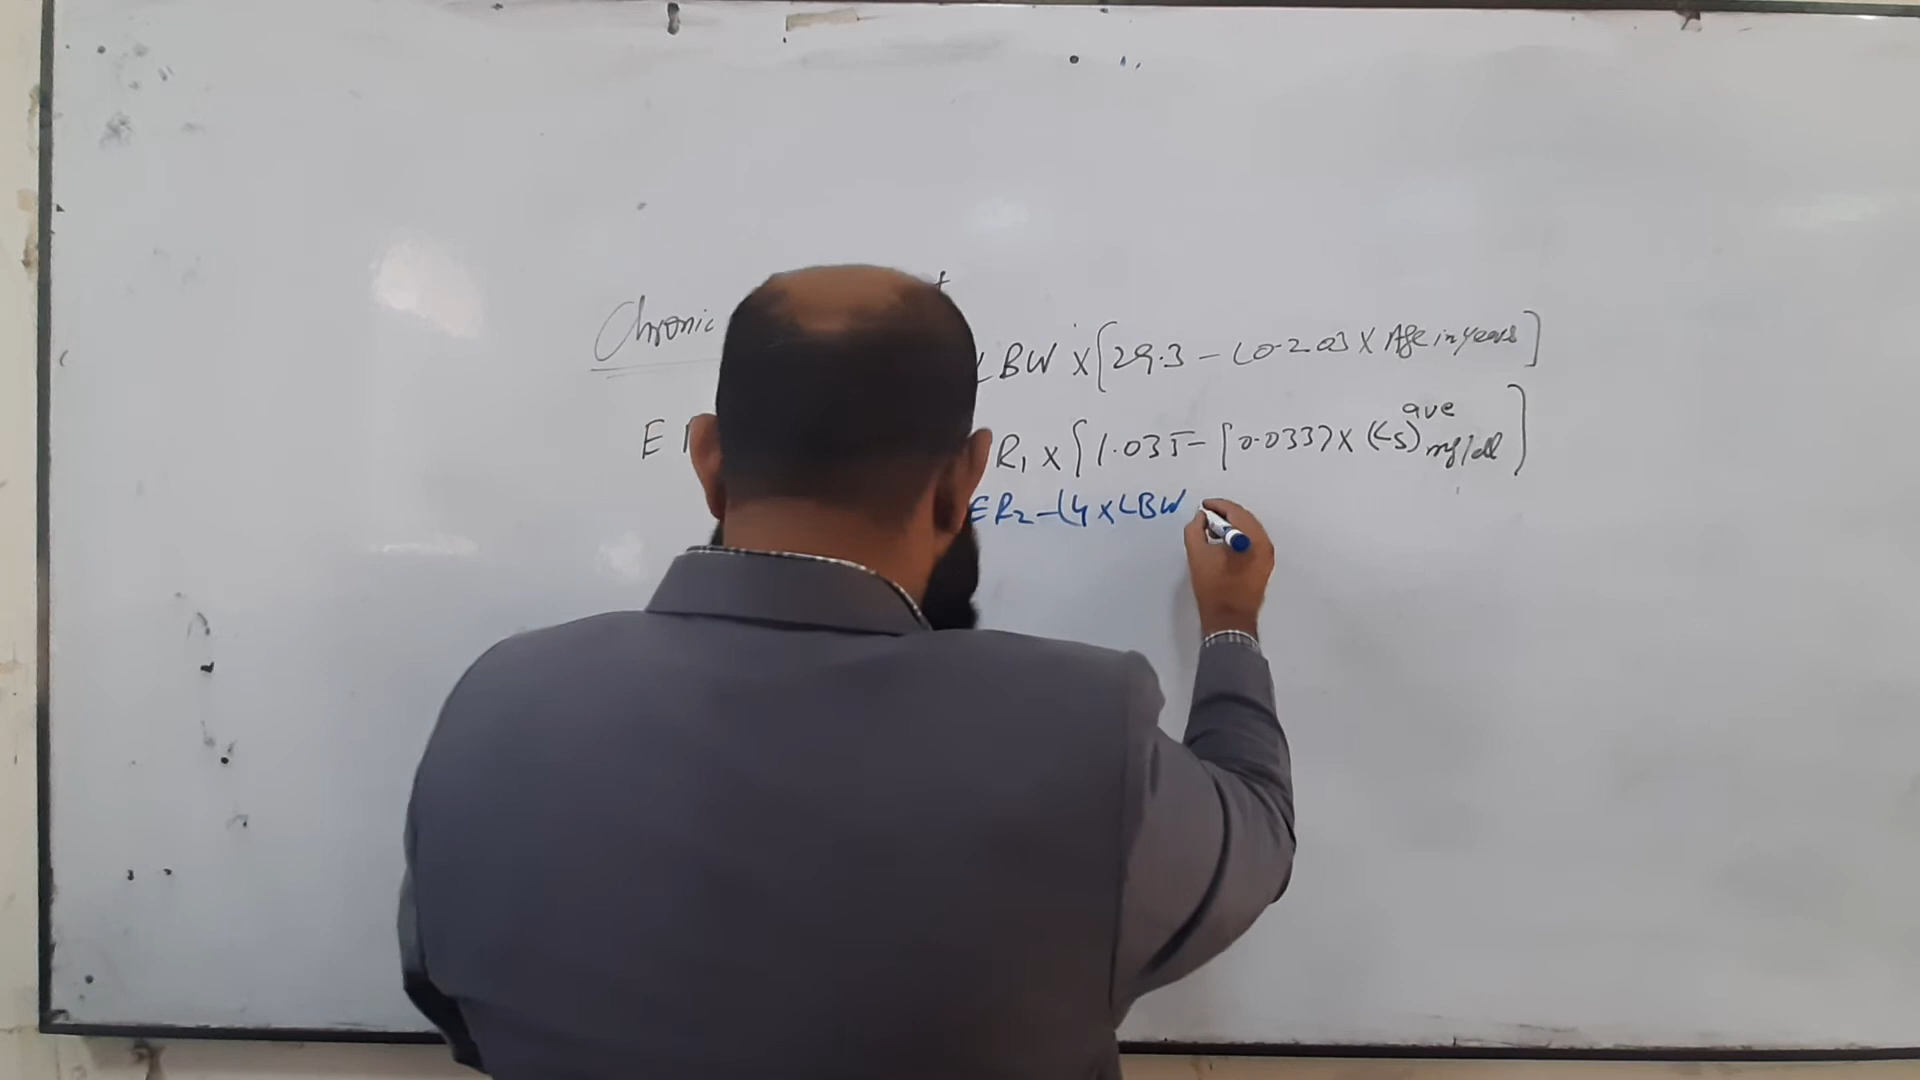 Chronic
LBW × [29.3 - (0.203 × Age in years]
E R₁ × [1.035 - [0.0337 × (Cs) ave mg/dl]
ER₂ - (4 × LBW